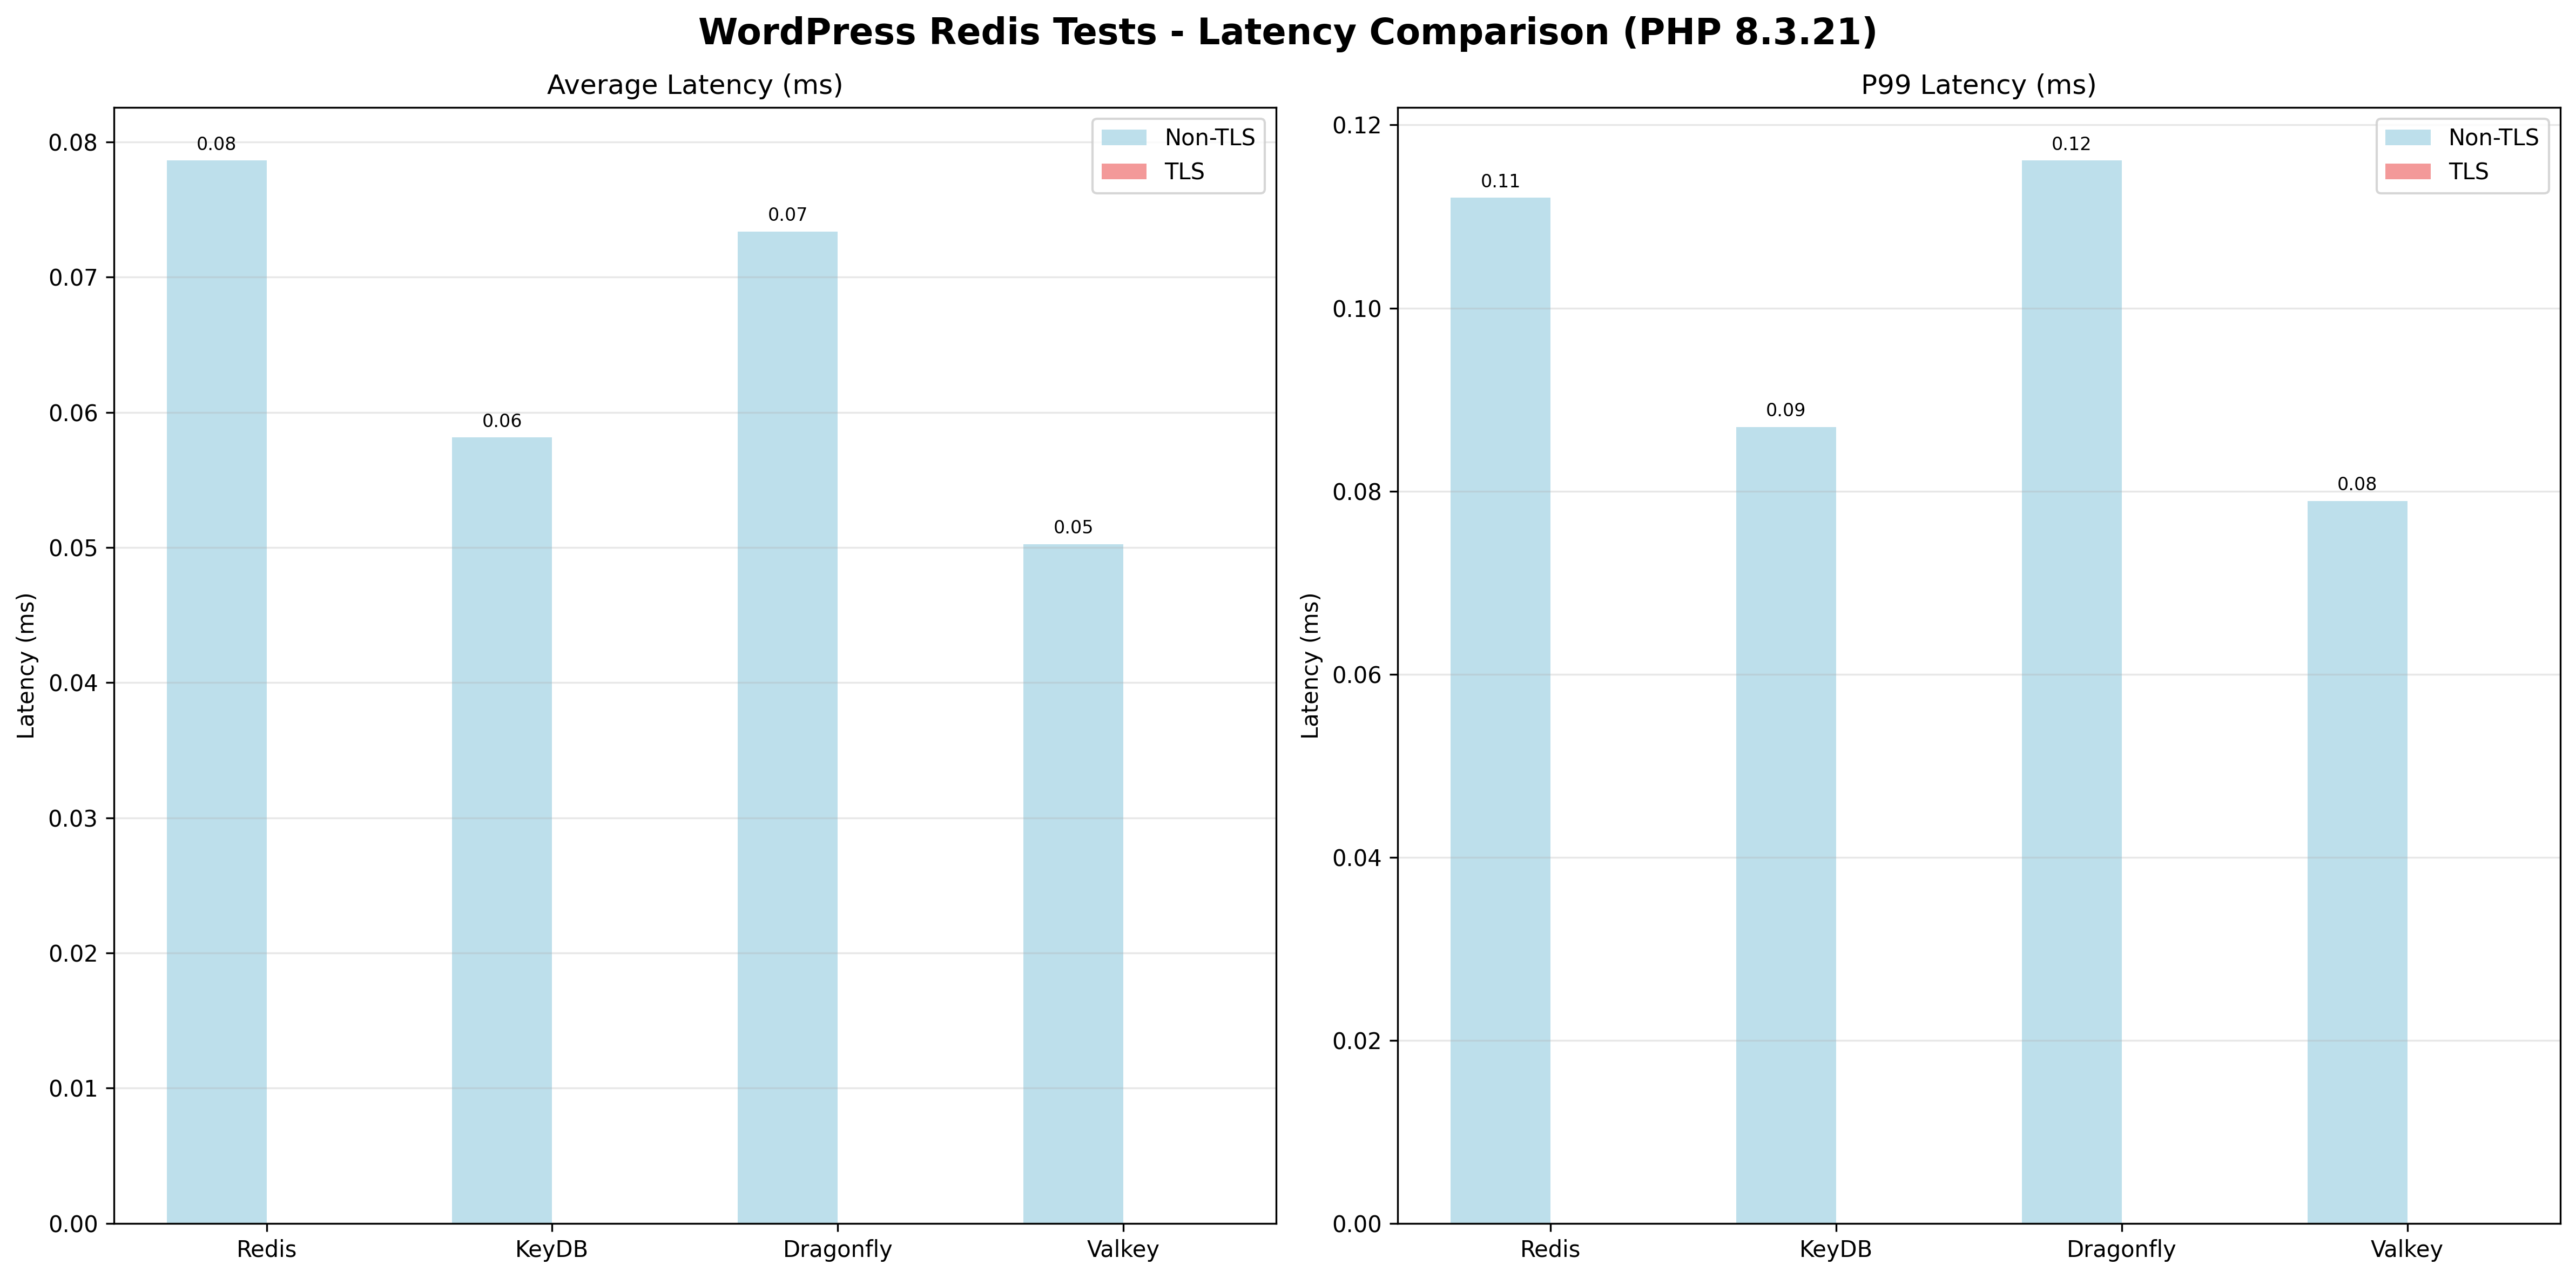 WordPress Redis Tests - Latency Comparison (PHP 8.3.21)
Average Latency (ms)
Latency (ms)
0.08
0.07
0.06
0.05
0.04
0.03
0.02
0.01
0.00
0.08
0.06
0.07
0.05
Non-TLS
TLS
Redis
KeyDB
Dragonfly
Valkey
P99 Latency (ms)
Latency (ms)
0.12
0.10
0.08
0.06
0.04
0.02
0.00
0.11
0.09
0.12
0.08
Non-TLS
TLS
Redis
KeyDB
Dragonfly
Valkey